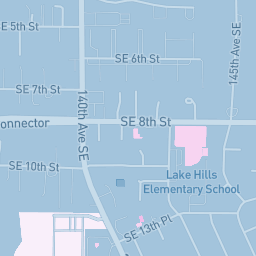 SE 5th St
SE 6th St
145th Ave SE
SE 7th St
140th Ave SE
onnector
SE 8th St
SE 10th St
Lake Hills
Elementary School
SE 13th Pl